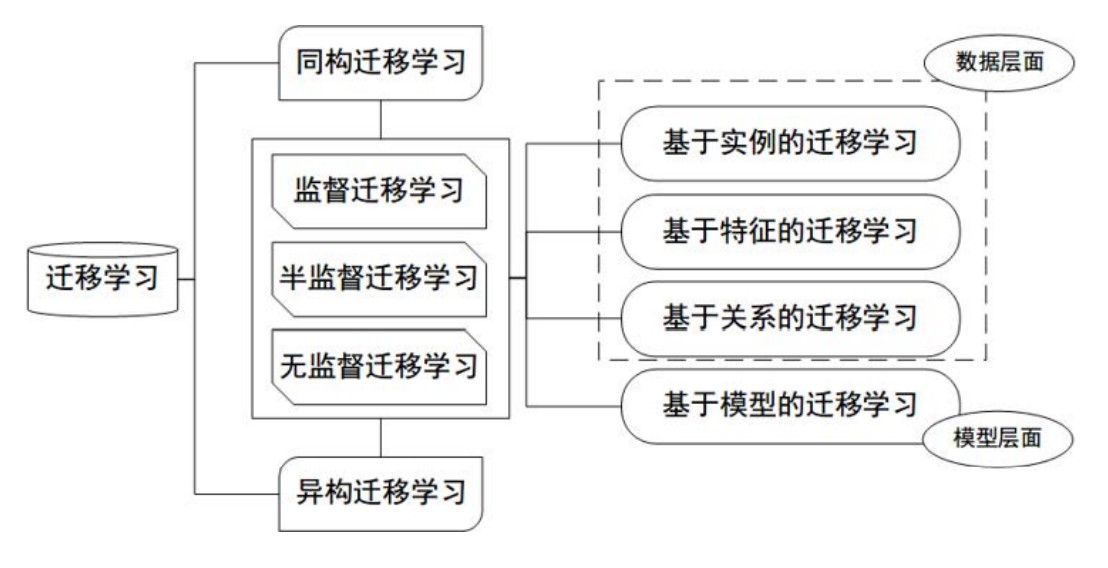 同构迁移学习
数据层面
基于实例的迁移学习
监督迁移学习
基于特征的迁移学习
迁移学习
半监督迁移学习
基于关系的迁移学习
无监督迁移学习
基于模型的迁移学习
模型层面
异构迁移学习